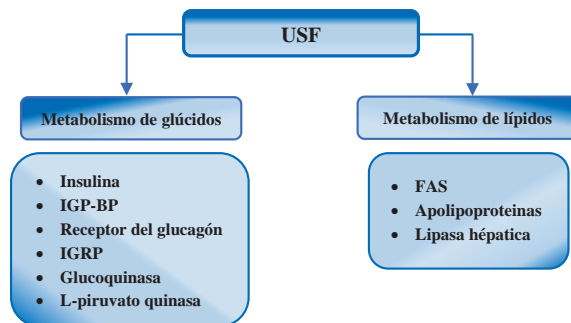 USF
Metabolismo de glúcidos
Metabolismo de lípidos
• Insulina
• IGP-BP
• Receptor del glucagón
• IGRP
• Glucoquinasa
• L-piruvato quinasa
• FAS
• Apolipoproteinas
• Lipasa hépatica